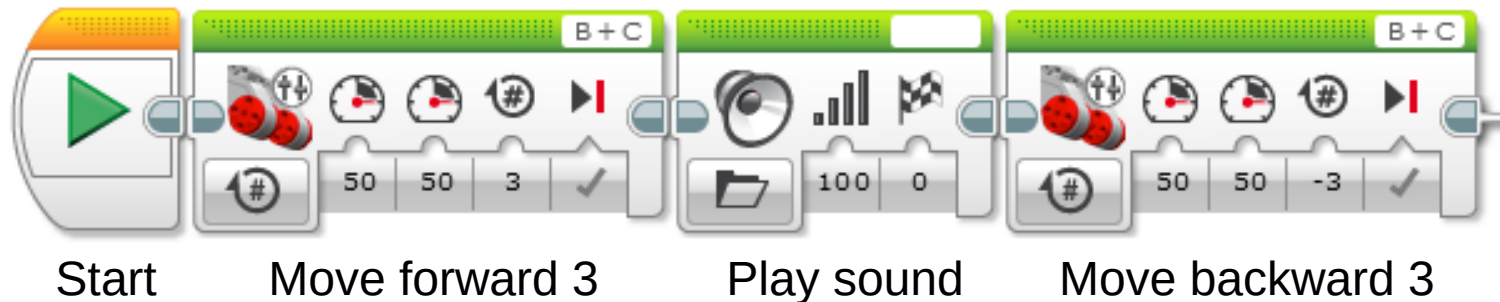 B + C
B + C
# # 
50 50 3 100 0 50 50 -3
# #
Start Move forward 3 Play sound Move backward 3